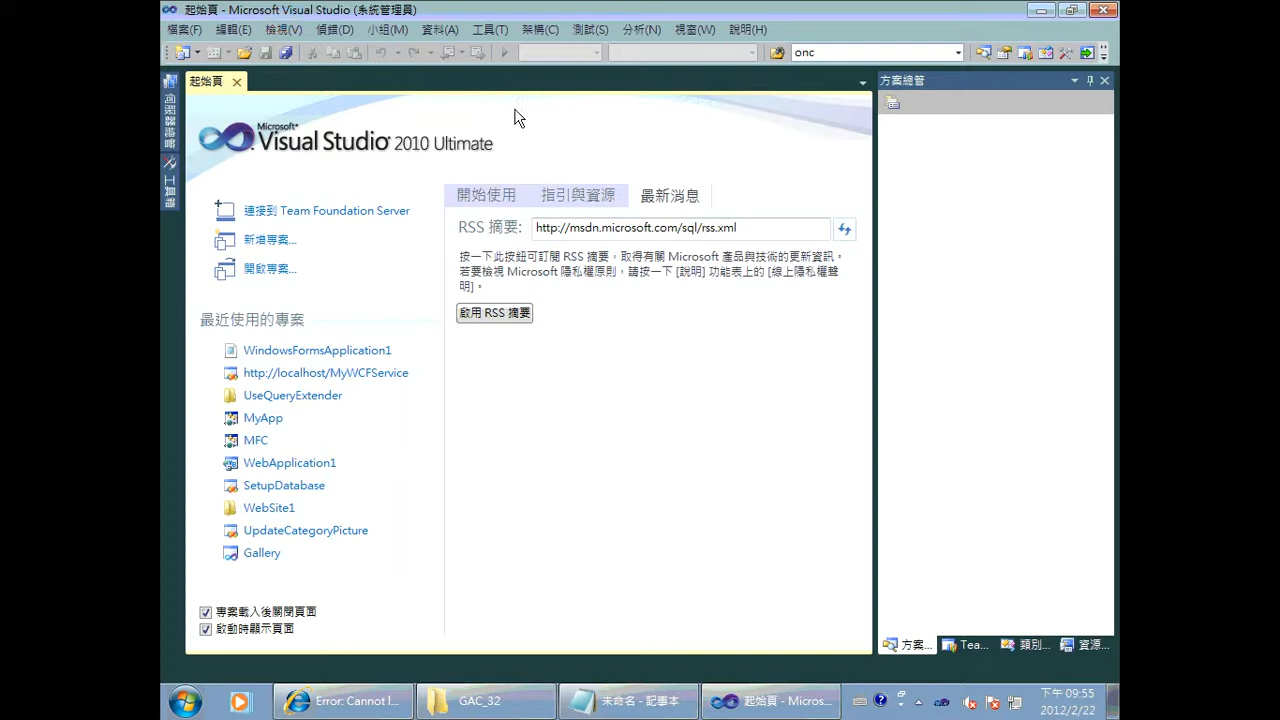 起始頁 - Microsoft Visual Studio (系統管理員)
檔案(F) 編輯(E) 檢視(V) 偵錯(D) 小組(M) 資料(A) 工具(T) 架構(C) 測試(S) 分析(N) 視窗(W) 說明(H)
onc
起始頁
方案總管
伺服器總管
工具箱
Microsoft®
Visual Studio 2010 Ultimate
連接到 Team Foundation Server
新增專案...
開啟專案...
最近使用的專案
WindowsFormsApplication1
http://localhost/MyWCFService
UseQueryExtender
MyApp
MFC
WebApplication1
SetupDatabase
WebSite1
UpdateCategoryPicture
Gallery
專案載入後關閉頁面
啟動時顯示頁面
開始使用 指引與資源 最新消息
RSS 摘要: http://msdn.microsoft.com/sql/rss.xml
按一下此按鈕可訂閱 RSS 摘要，取得有關 Microsoft 產品與技術的更新資訊。
若要檢視 Microsoft 隱私權原則，請按一下 [說明] 功能表上的 [線上隱私權聲
明]。
啟用 RSS 摘要
方案... Tea... 類別... 資源...
Error: Cannot l... GAC_32 未命名 - 記事本 起始頁 - Micros...
下午 09:55
2012/2/22